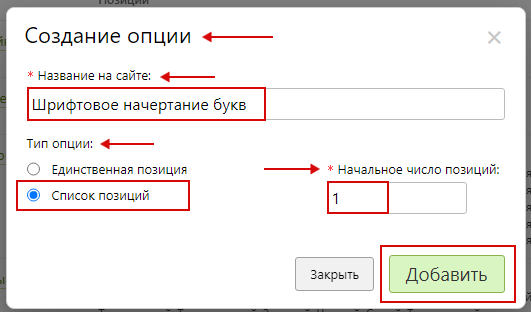 Позиции
Создание опции
* Название на сайте:
Шрифтовое начертание букв
Тип опции:
Единственная позиция
* Начальное число позиций:
Список позиций
1
Закрыть
Добавить